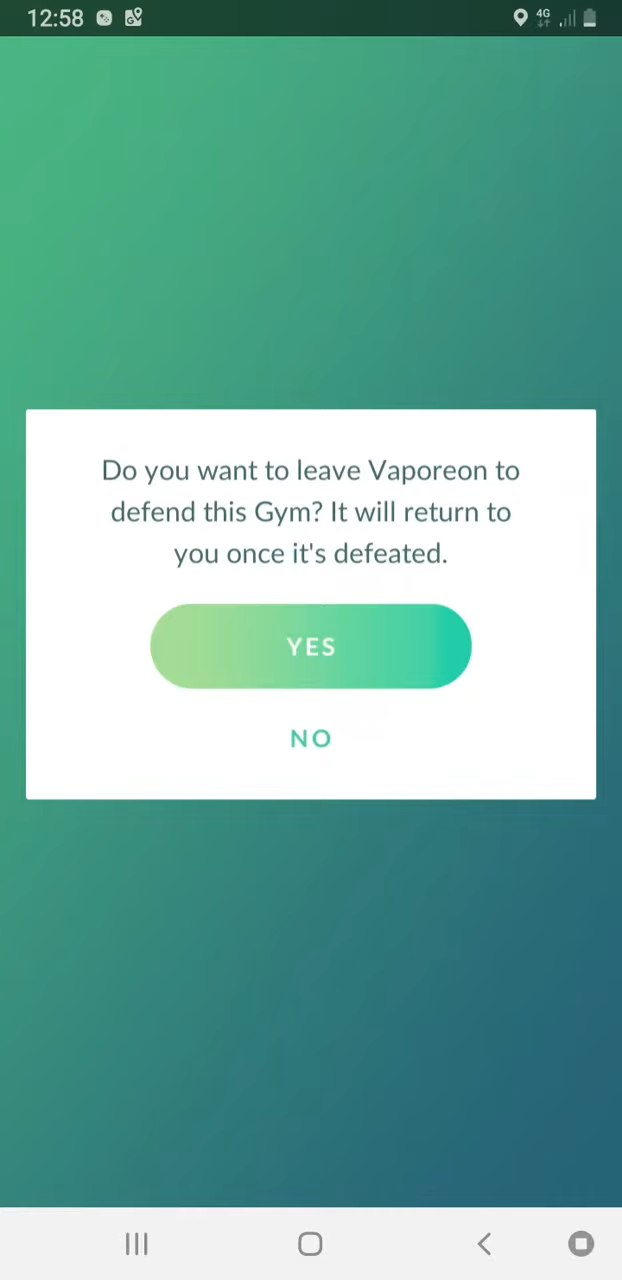 12:58
4G
Do you want to leave Vaporeon to
defend this Gym? It will return to
you once it's defeated.
YES
NO